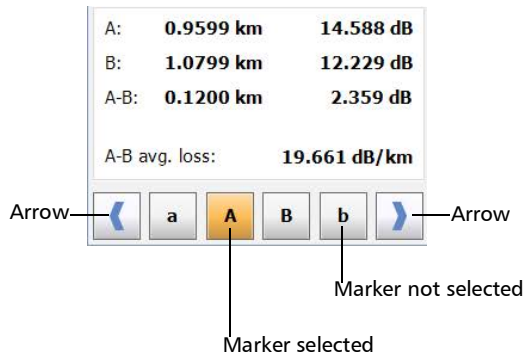 A: 0.9599 km 14.588 dB
B: 1.0799 km 12.229 dB
A-B: 0.1200 km 2.359 dB
A-B avg. loss: 19.661 dB/km
Arrow a A B b Arrow
Marker not selected
Marker selected